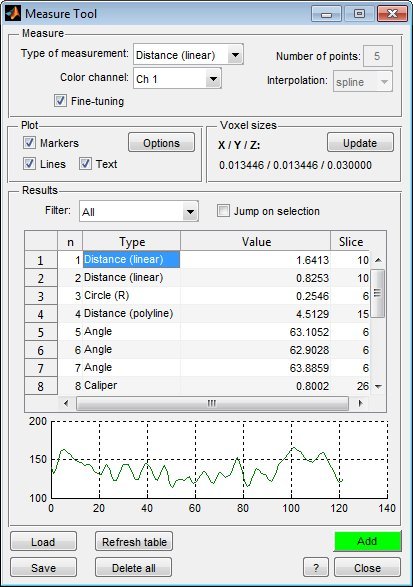 Measure Tool
Measure
Type of measurement: Distance (linear) Number of points: 5
Color channel: Ch 1 Interpolation: spline
Fine-tuning
Plot
Markers Options
Lines Text
Voxel sizes
X / Y / Z: Update
0.013446 / 0.013446 / 0.030000
Results
Filter: All Jump on selection
n Type Value Slice
1 1 Distance (linear) 1.6413 10
2 2 Distance (linear) 0.8253 10
3 3 Circle (R) 0.2546 6
4 4 Distance (polyline) 4.5129 15
5 5 Angle 63.1052 6
6 6 Angle 62.9028 6
7 7 Angle 63.8859 6
8 8 Caliper 0.8002 26
200
150
100
0 20 40 60 80 100 120 140
Load Refresh table Add
Save Delete all ? Close